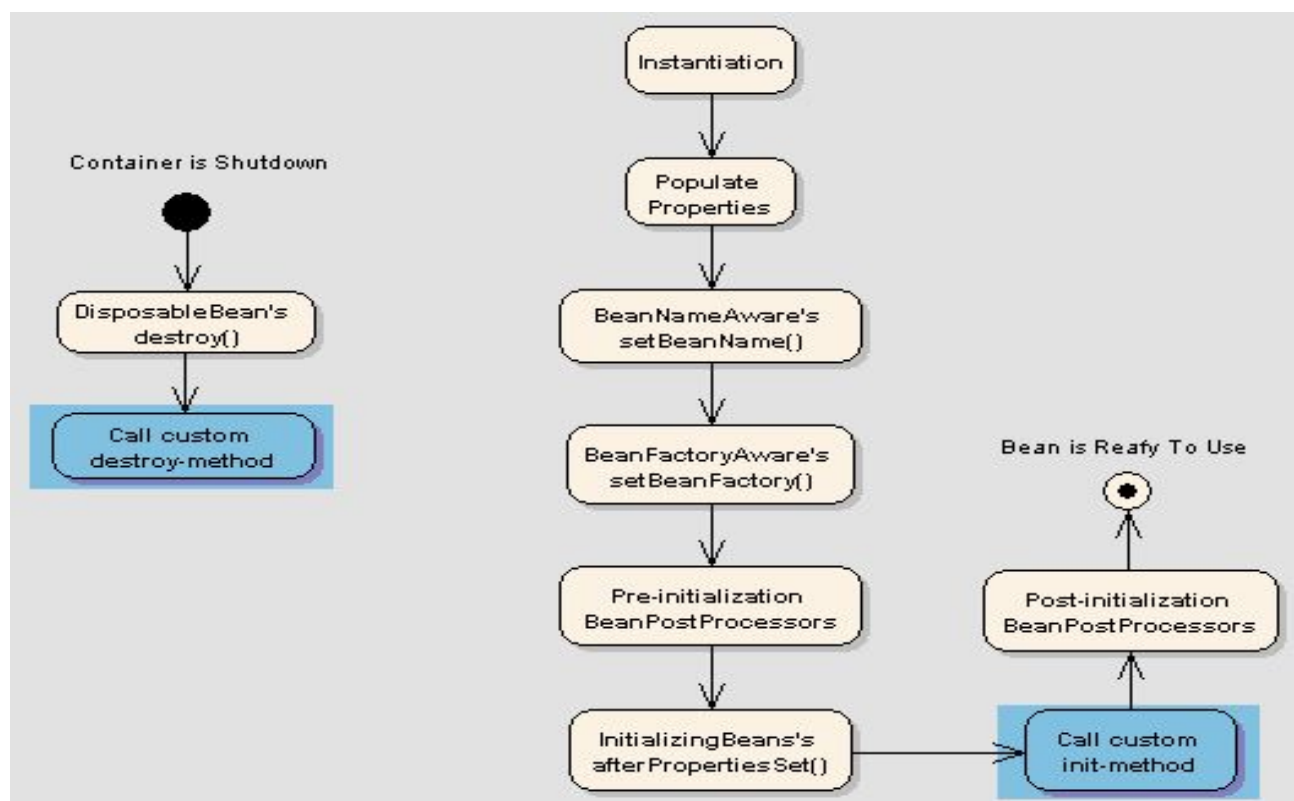 Container is Shutdown
DisposableBean's
destroy()
Call custom
destroy-method
Instantiation
Populate
Properties
BeanNameAware's
setBeanName()
BeanFactoryAware's
setBeanFactory()
Pre-initialization
BeanPostProcessors
InitializingBeans's
afterPropertiesSet()
Call custom
init-method
Post-initialization
BeanPostProcessors
Bean is Reafy To Use